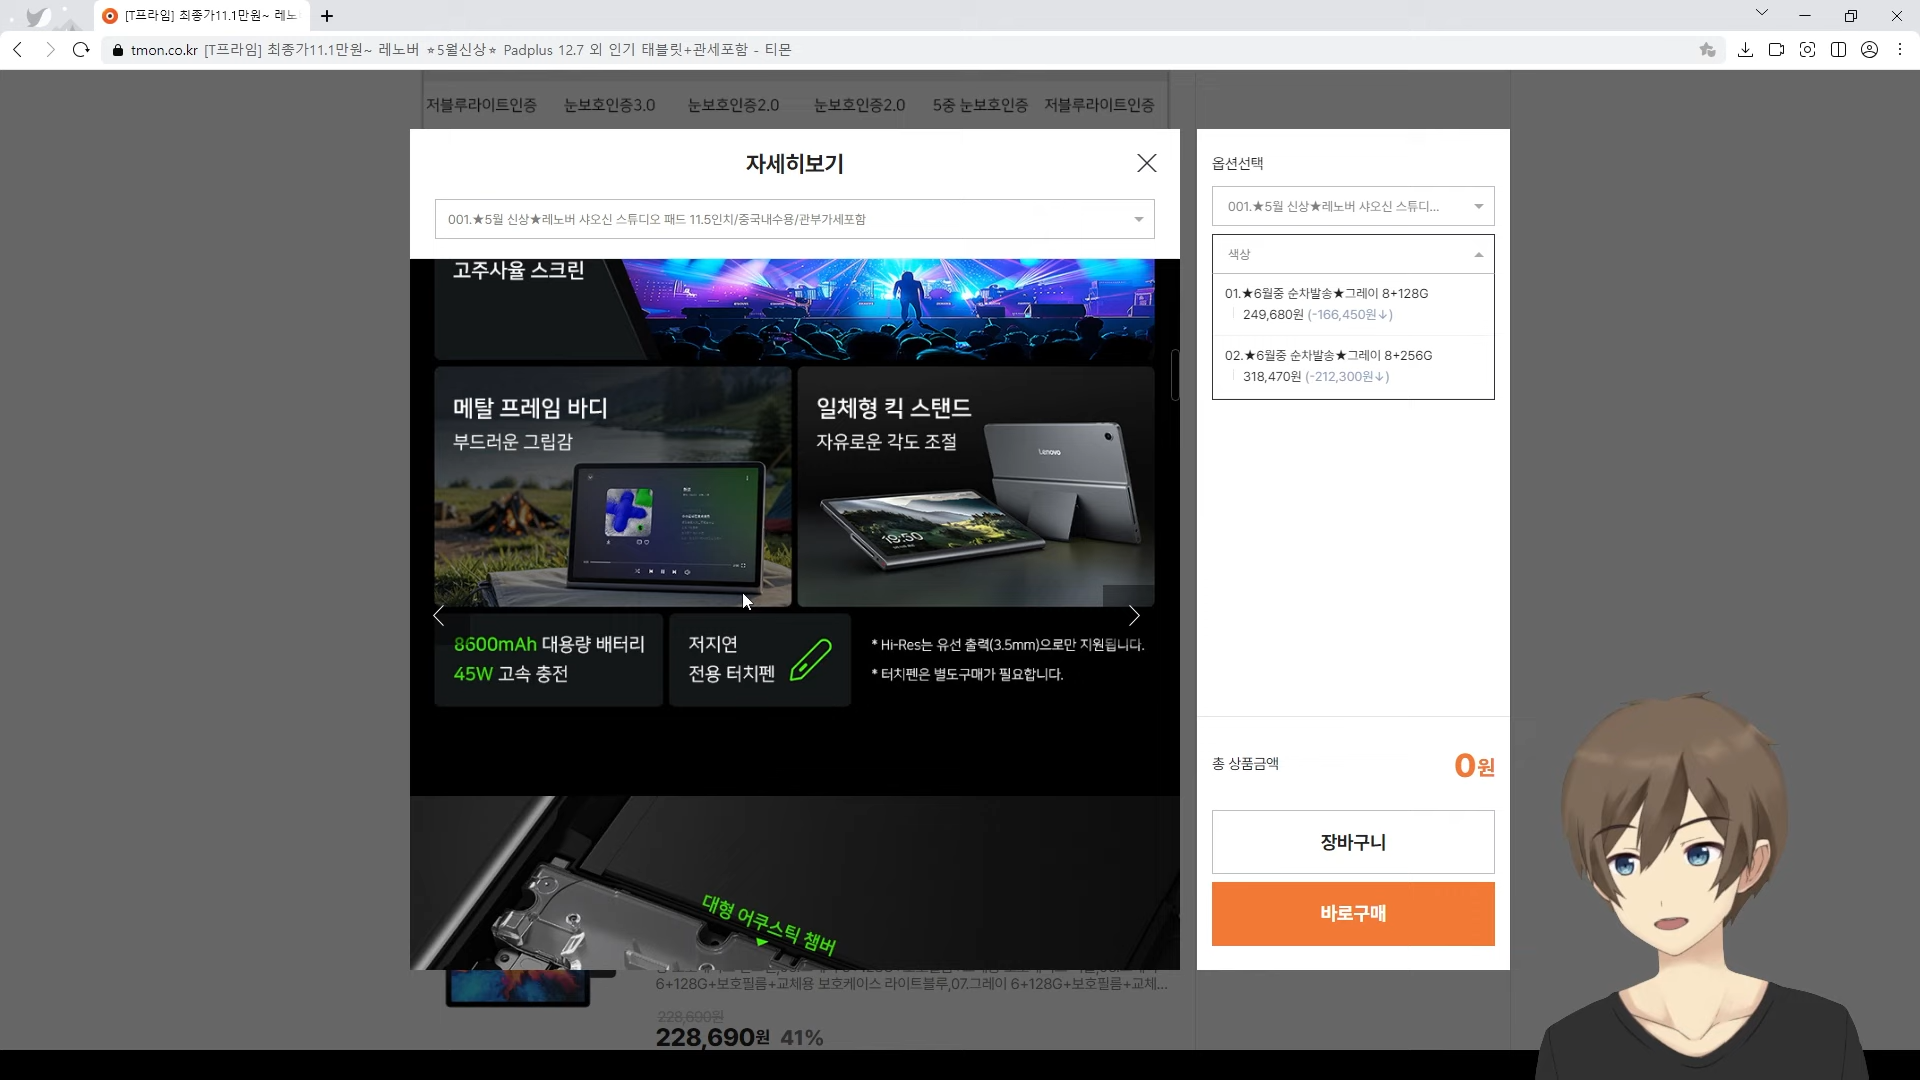 [T프라임] 최종가11.1만원~ 레노
tmon.co.kr [T프라임] 최종가11.1만원~ 레노버 ★5월신상★ Padplus 12.7 외 인기 태블릿+관세포함 - 티몬
저블루라이트인증 눈보호인증3.0 눈보호인증2.0 눈보호인증2.0 5중 눈보호인증 저블루라이트인증
자세히보기
001.★5월 신상★레노버 샤오신 스튜디오 패드 11.5인치/중국내수용/관부가세포함
고주사율 스크린
메탈 프레임 바디
부드러운 그립감
일체형 킥 스탠드
자유로운 각도 조절
Lenovo
19:50
8600mAh 대용량 배터리
45W 고속 충전
저지연
전용 터치펜
* Hi-Res는 유선 출력(3.5mm)으로만 지원됩니다.
* 터치펜은 별도구매가 필요합니다.
대형 어쿠스틱 챔버
6+128G+보호필름+교체용 보호케이스 라이트블루,07.그레이 6+128G+보호필름+교체...
228,690원
228,690원 41%
옵션선택
001.★5월 신상★레노버 샤오신 스튜디...
색상
01.★6월중 순차발송★그레이 8+128G
249,680원 (-166,450원↓)
02.★6월중 순차발송★그레이 8+256G
318,470원 (-212,300원↓)
총 상품금액
0원
장바구니
바로구매